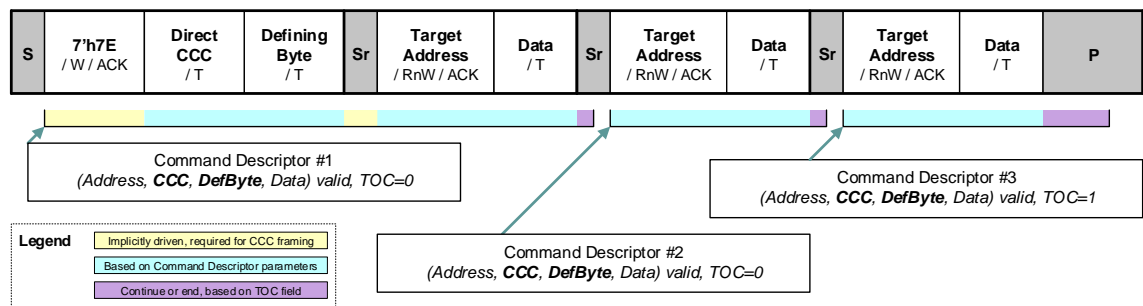 S
7'h7E
/ W / ACK
Direct
CCC
/ T
Defining
Byte
/ T
Sr
Target
Address
/ RnW / ACK
Data
/ T
Sr
Target
Address
/ RnW / ACK
Data
/ T
Sr
Target
Address
/ RnW / ACK
Data
/ T
P
Command Descriptor #1
(Address, CCC, DefByte, Data) valid, TOC=0
Command Descriptor #3
(Address, CCC, DefByte, Data) valid, TOC=1
Command Descriptor #2
(Address, CCC, DefByte, Data) valid, TOC=0
Legend
Implicitly driven, required for CCC framing
Based on Command Descriptor parameters
Continue or end, based on TOC field